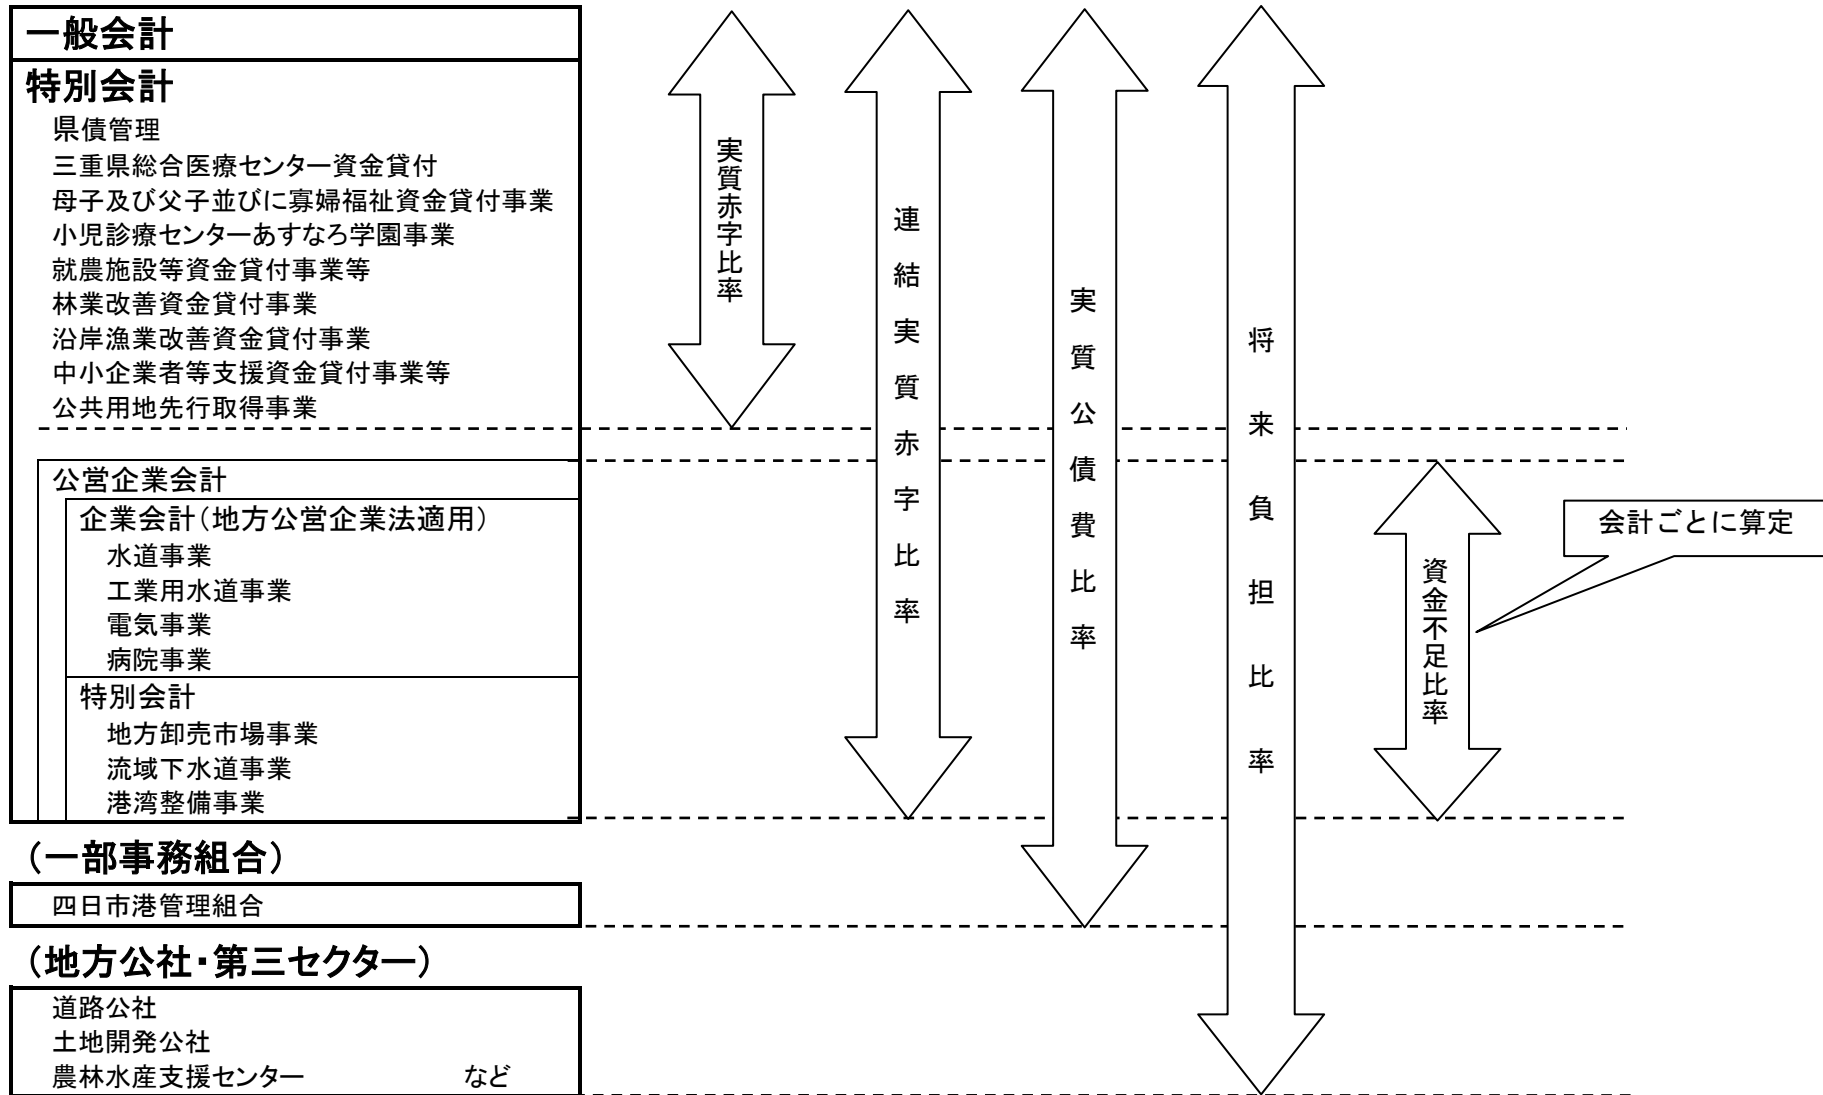 一般会計
特別会計
県債管理
三重県総合医療センター資金貸付
母子及び父子並びに寡婦福祉資金貸付事業
小児診療センターあすなろ学園事業
就農施設等資金貸付事業等
林業改善資金貸付事業
沿岸漁業改善資金貸付事業
中小企業者等支援資金貸付事業等
公共用地先行取得事業
公営企業会計
企業会計（地方公営企業法適用）
水道事業
工業用水道事業
電気事業
病院事業
特別会計
地方卸売市場事業
流域下水道事業
港湾整備事業
（一部事務組合）
四日市港管理組合
（地方公社・第三セクター）
道路公社
土地開発公社
農林水産支援センター　など
実質赤字比率
連結実質赤字比率
実質公債費比率
将来負担比率
資金不足比率
会計ごとに算定